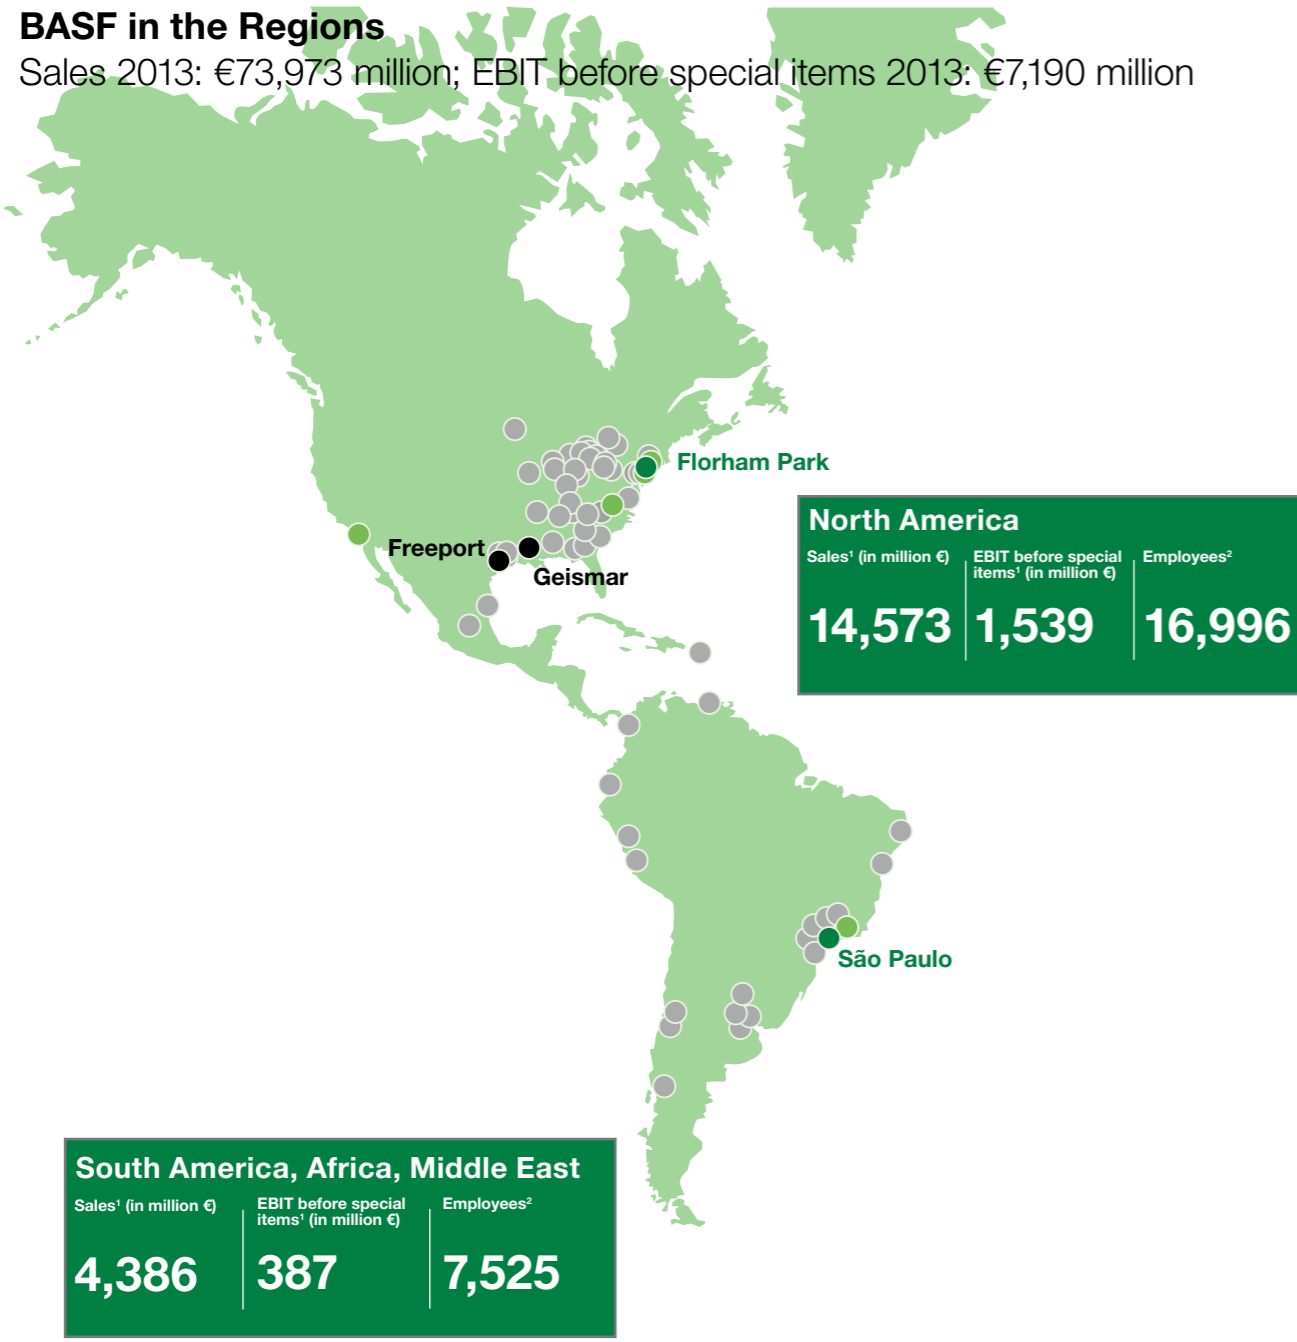 BASF in the Regions
Sales 2013: €73,973 million; EBIT before special items 2013: €7,190 million
Florham Park
Freeport
Geismar
North America
Sales¹ (in million €)
EBIT before special
items¹ (in million €)
Employees²
14,573
1,539
16,996
São Paulo
South America, Africa, Middle East
Sales¹ (in million €)
EBIT before special
items¹ (in million €)
Employees²
4,386
387
7,525